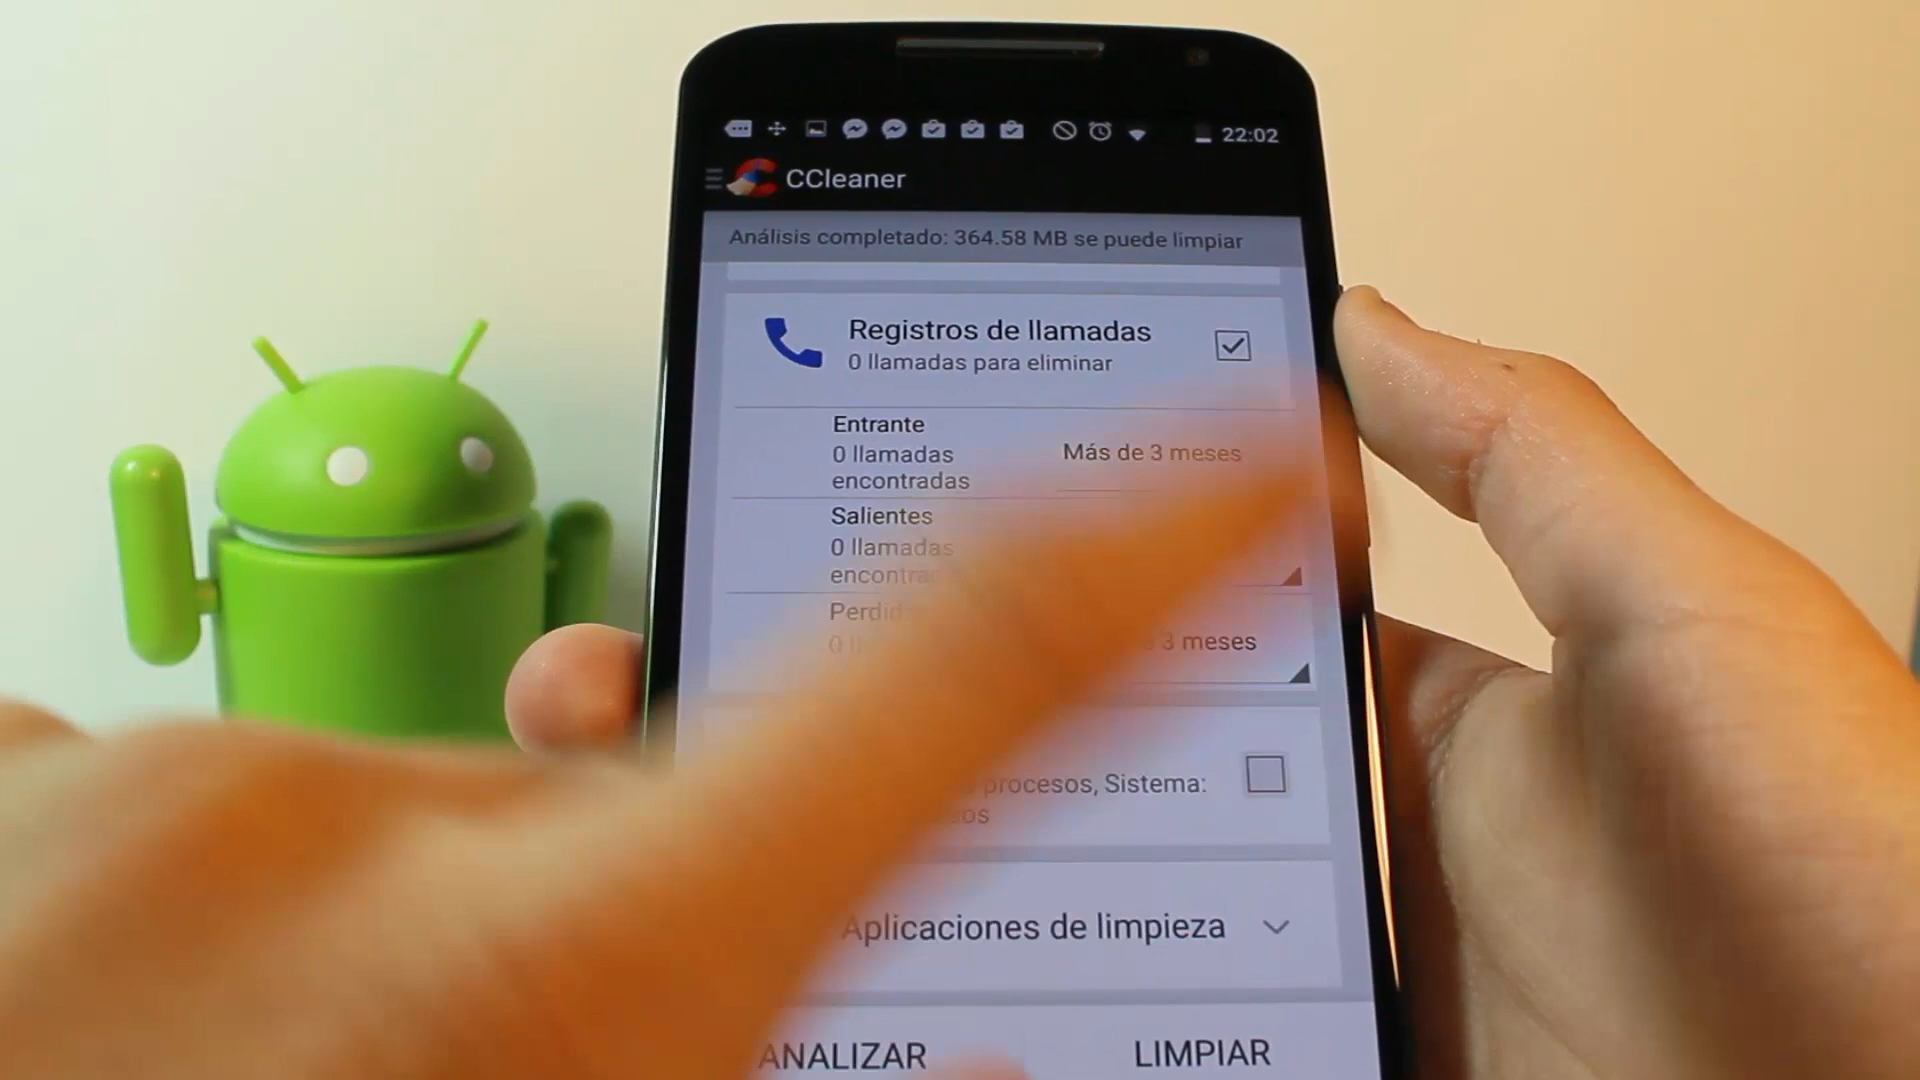 22:02
CCleaner
Análisis completado: 364.58 MB se puede limpiar
Registros de llamadas
0 llamadas para eliminar
Entrante
0 llamadas
encontradas
Más de 3 meses
Salientes
0 llamadas
3 meses
procesos, Sistema:
Aplicaciones de limpieza
ANALIZAR
LIMPIAR